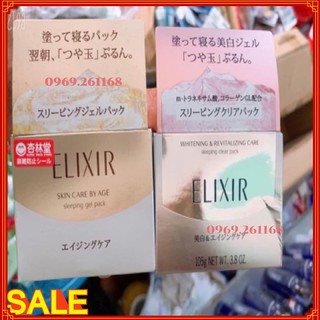 塗って寝るパック
翌朝、「つや玉」ぷるん。
0969.261168
スリーピングジェルパック
塗って寝る美白ジェル
「つや玉」ぷるん。
m-トラネキサム酸、コラーゲンGL配合
スリーピングクリアパック
杏林堂
ELIXIR
SKIN CARE BY AGE
sleeping gel pack
エイジングケア
WHITENING & REVITALIZING CARE
sleeping clear pack
ELIXIR
0969.261168
美白&エイジングケア
105g NET WT. 3.8 OZ.
SALE